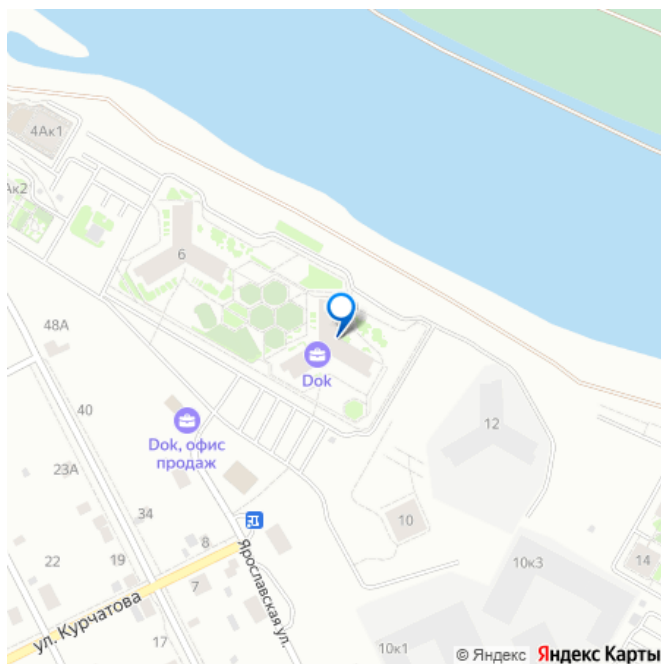 4Ак1
Ак2
6
48А
Dok
40
Dok, офис
продаж
12
23А
34
10
8
22
19
7
10к3
14
Ярославская ул.
ул. Курчатова
17
10к1
© Яндекс Яндекс Карты